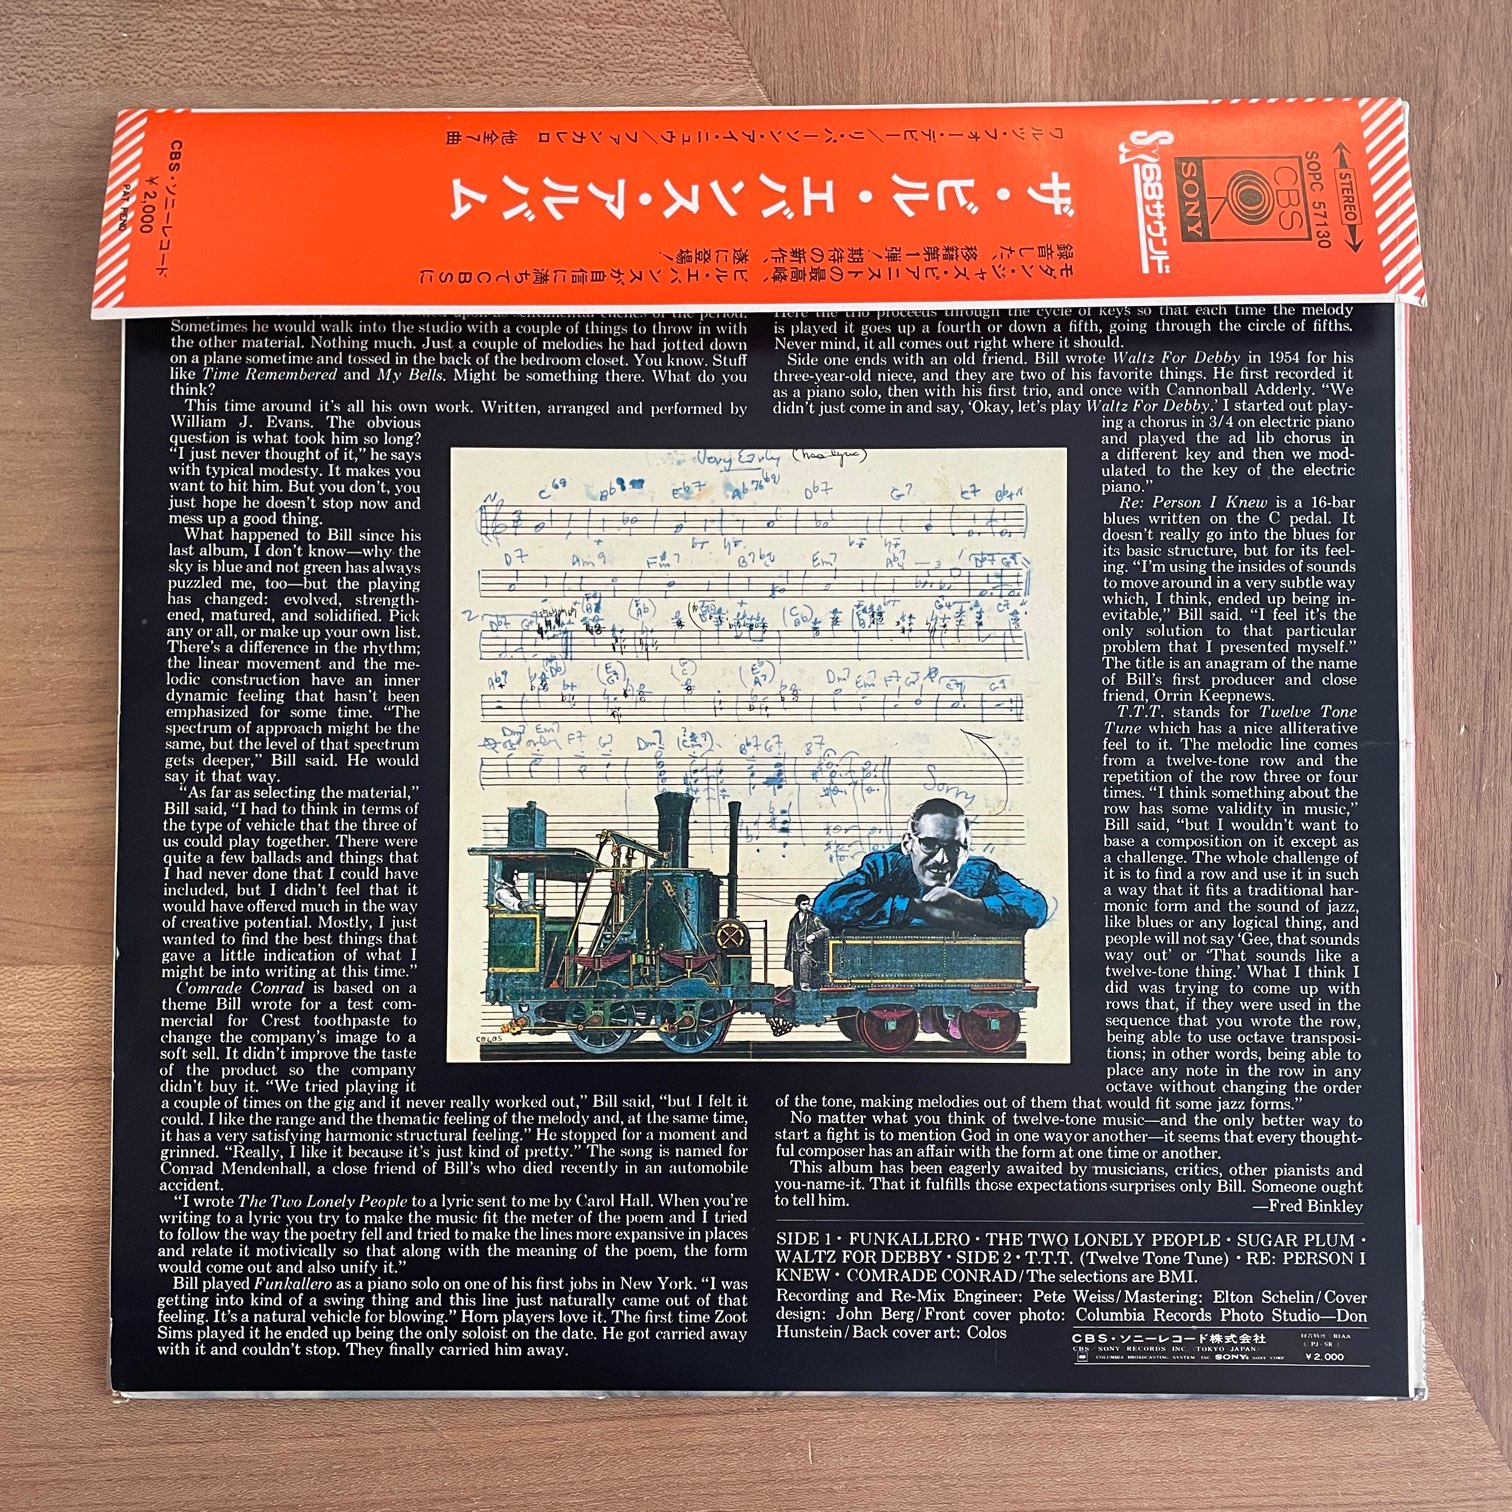 STEREO
SOPC 57130
CBS
SONY
SX68サウンド
モダン・ジャズ・ピアニストの最高峰、ビル・エバンスが自信に満ちてCBSに
録音した、移籍第1弾!期待の新作、遂に登場!
ザ・ビル・エバンス・アルバム
ワルツ・フォー・デビー/リ・パーソン・アイ・ニュウ/ファンカレロ 他全7曲
CBS・ソニーレコード
¥2,000
PAT PEND
Sometimes he would walk into the studio with a couple of things to throw in with
the other material. Nothing much. Just a couple of melodies he had jotted down
on a plane sometime and tossed in the back of the bedroom closet. You know. Stuff
like Time Remembered and My Bells. Might be something there. What do you
think?
This time around it's all his own work. Written, arranged and performed by
William J. Evans. The obvious
question is what took him so long?
“I just never thought of it,” he says
with typical modesty. It makes you
want to hit him. But you don't, you
just hope he doesn't stop now and
mess up a good thing.
What happened to Bill since his
last album, I don't know—why the
sky is blue and not green has always
puzzled me, too—but the playing
has changed: evolved, strength-
ened, matured, and solidified. Pick
any or all, or make up your own list.
There's a difference in the rhythm;
the linear movement and the me-
lodic construction have an inner
dynamic feeling that hasn't been
emphasized for some time. “The
spectrum of approach might be the
same, but the level of that spectrum
gets deeper,” Bill said. He would
say it that way.
“As far as selecting the material,”
Bill said, “I had to think in terms of
the type of vehicle that the three of
us could play together. There were
quite a few ballads and things that
I had never done that I could have
included, but I didn't feel that it
would have offered much in the way
of creative potential. Mostly, I just
wanted to find the best things that
gave a little indication of what I
might be into writing at this time.”
Comrade Conrad is based on a
theme Bill wrote for a test com-
mercial for Crest toothpaste to
change the company's image to a
soft sell. It didn't improve the taste
of the product so the company
didn't buy it. “We tried playing it
a couple of times on the gig and it never really worked out,” Bill said, “but I felt it
could. I like the range and the thematic feeling of the melody and, at the same time,
it has a very satisfying harmonic structural feeling.” He stopped for a moment and
grinned. “Really, I like it because it's just kind of pretty.” The song is named for
Conrad Mendenhall, a close friend of Bill's who died recently in an automobile
accident.
“I wrote The Two Lonely People to a lyric sent to me by Carol Hall. When you're
writing to a lyric you try to make the music fit the meter of the poem and I tried
to follow the way the poetry fell and tried to make the lines more expansive in places
and relate it motivically so that along with the meaning of the poem, the form
would come out and also unify it.”
Bill played Funkallero as a piano solo on one of his first jobs in New York. “I was
getting into kind of a swing thing and this line just naturally came out of that
feeling. It's a natural vehicle for blowing.” Horn players love it. The first time Zoot
Sims played it he ended up being the only soloist on the date. He got carried away
with it and couldn't stop. They finally carried him away.
Very Early (has lyric)
Sorry
COLOS
Here the trio proceeds through the cycle of keys so that each time the melody
is played it goes up a fourth or down a fifth, going through the circle of fifths.
Never mind, it all comes out right where it should.
Side one ends with an old friend. Bill wrote Waltz For Debby in 1954 for his
three-year-old niece, and they are two of his favorite things. He first recorded it
as a piano solo, then with his first trio, and once with Cannonball Adderly. “We
didn't just come in and say, ‘Okay, let's play Waltz For Debby.’ I started out play-
ing a chorus in 3/4 on electric piano
and played the ad lib chorus in
a different key and then we mod-
ulated to the key of the electric
piano.”
Re: Person I Knew is a 16-bar
blues written on the C pedal. It
doesn't really go into the blues for
its basic structure, but for its feel-
ing. “I'm using the insides of sounds
to move around in a very subtle way
which, I think, ended up being in-
evitable,” Bill said. “I feel it's the
only solution to that particular
problem that I presented myself.”
The title is an anagram of the name
of Bill's first producer and close
friend, Orrin Keepnews.
T.T.T. stands for Twelve Tone
Tune which has a nice alliterative
feel to it. The melodic line comes
from a twelve-tone row and the
repetition of the row three or four
times. “I think something about the
row has some validity in music,”
Bill said, “but I wouldn't want to
base a composition on it except as
a challenge. The whole challenge of
it is to find a row and use it in such
a way that it fits a traditional har-
monic form and the sound of jazz,
like blues or any logical thing, and
people will not say ‘Gee, that sounds
way out’ or ‘That sounds like a
twelve-tone thing.’ What I think I
did was trying to come up with
rows that, if they were used in the
sequence that you wrote the row,
being able to use octave transposi-
tions; in other words, being able to
place any note in the row in any
octave without changing the order
of the tone, making melodies out of them that would fit some jazz forms.”
No matter what you think of twelve-tone music—and the only better way to
start a fight is to mention God in one way or another—it seems that every thought-
ful composer has an affair with the form at one time or another.
This album has been eagerly awaited by musicians, critics, other pianists and
you-name-it. That it fulfills those expectations surprises only Bill. Someone ought
to tell him.
—Fred Binkley
SIDE 1 • FUNKALLERO • THE TWO LONELY PEOPLE • SUGAR PLUM •
WALTZ FOR DEBBY • SIDE 2 • T.T.T. (Twelve Tone Tune) • RE: PERSON I
KNEW • COMRADE CONRAD/The selections are BMI.
Recording and Re-Mix Engineer: Pete Weiss/Mastering: Elton Schelin/Cover
design: John Berg/Front cover photo: Columbia Records Photo Studio—Don
Hunstein/Back cover art: Colos
CBS・ソニーレコード株式会社
CBS/SONY RECORDS INC. (TOKYO JAPAN)
COLUMBIA BROADCASTING SYSTEM INC SONY
RIAA
¥2,000